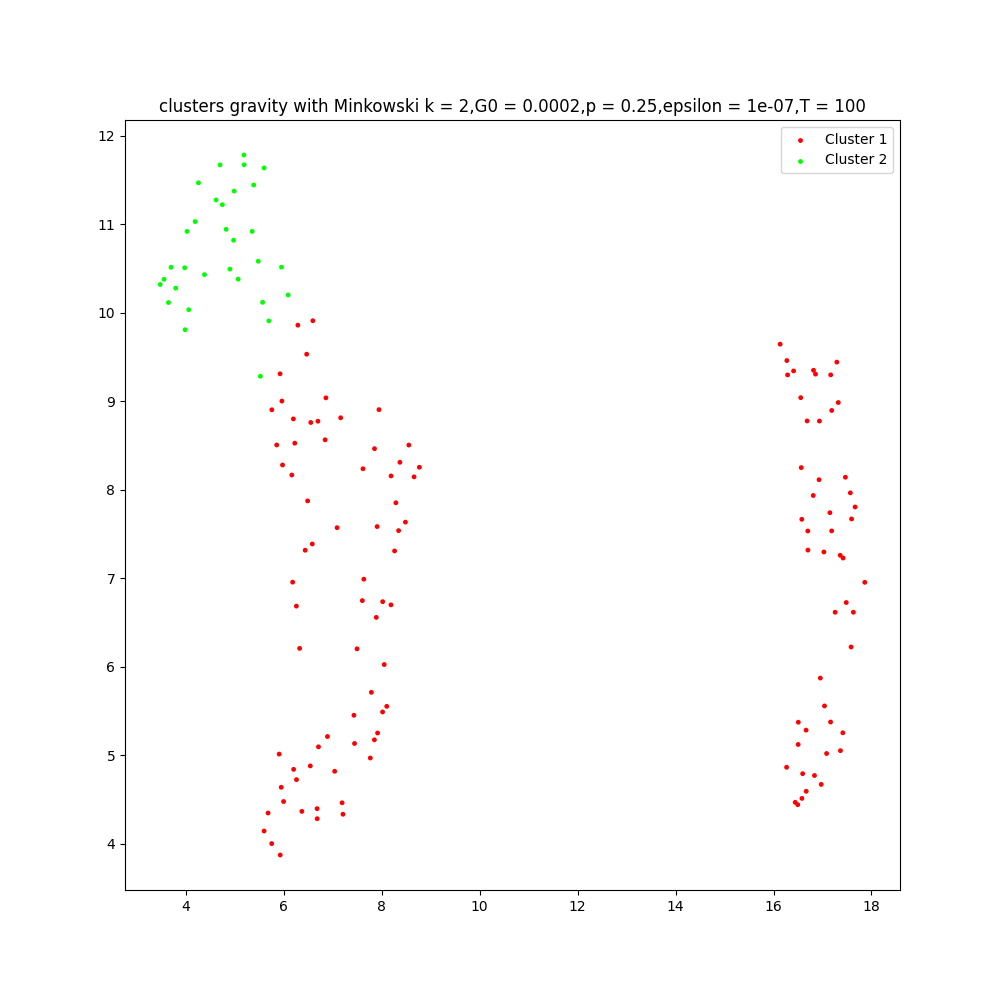 clusters gravity with Minkowski k = 2,G0 = 0.0002,p = 0.25,epsilon = 1e-07,T = 100
Cluster 1
Cluster 2
12
11
10
9
8
7
6
5
4
4 6 8 10 12 14 16 18